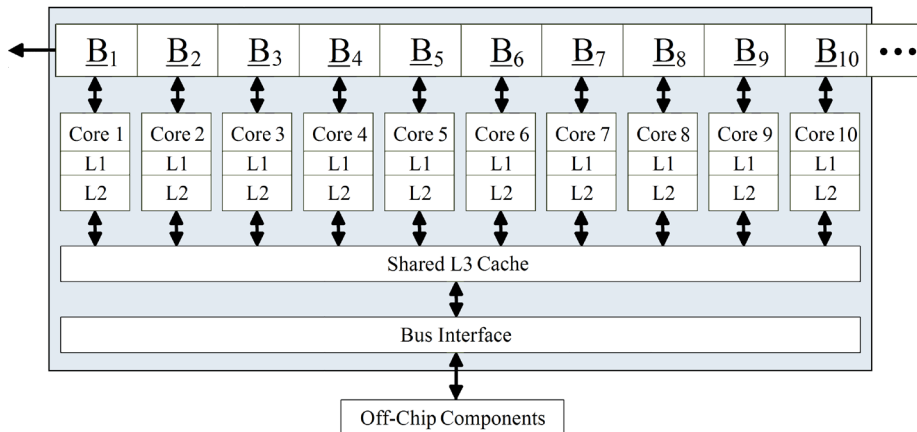 B1 B2 B3 B4 B5 B6 B7 B8 B9 B10 •••
Core 1 Core 2 Core 3 Core 4 Core 5 Core 6 Core 7 Core 8 Core 9 Core 10
L1 L1 L1 L1 L1 L1 L1 L1 L1 L1
L2 L2 L2 L2 L2 L2 L2 L2 L2 L2
Shared L3 Cache
Bus Interface
Off-Chip Components